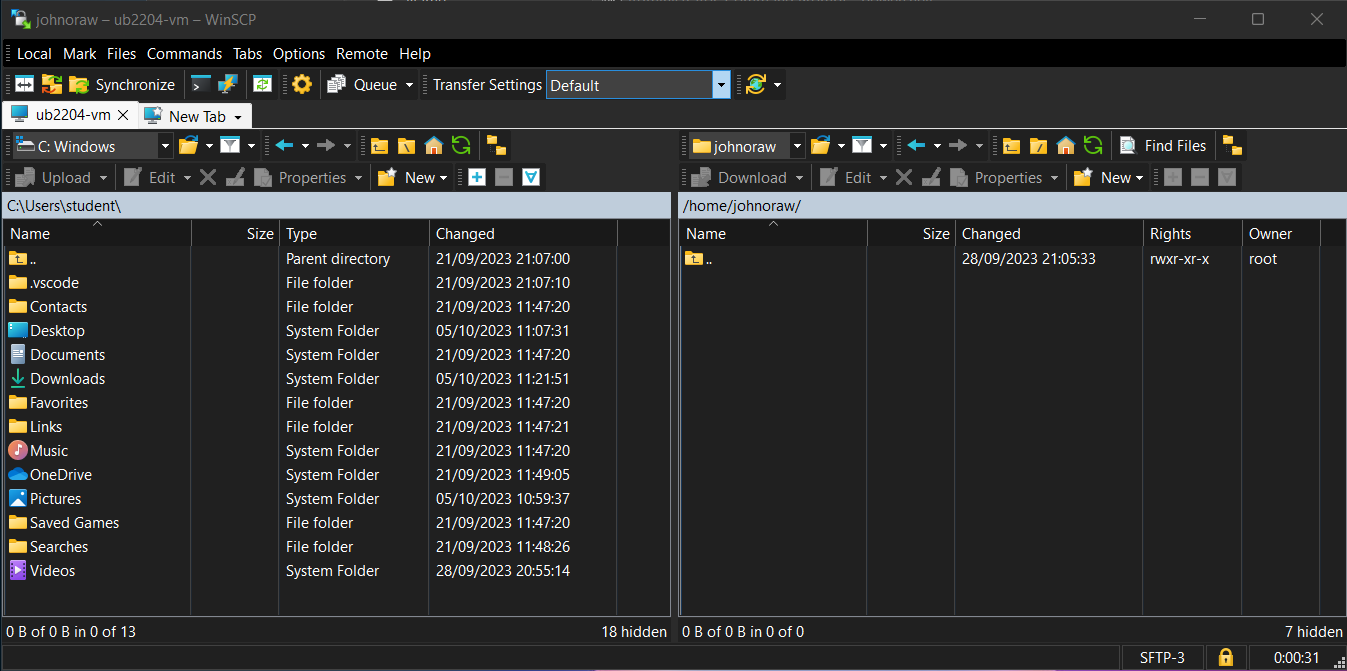 johnoraw – ub2204-vm – WinSCP
Local Mark Files Commands Tabs Options Remote Help
Synchronize Queue Transfer Settings Default
ub2204-vm New Tab
C: Windows
johnoraw Find Files
Upload Edit Properties New
Download Edit Properties New
C:\Users\student\
Name Size Type Changed
.. Parent directory 21/09/2023 21:07:00
.vscode File folder 21/09/2023 21:07:10
Contacts File folder 21/09/2023 11:47:20
Desktop System Folder 05/10/2023 11:07:31
Documents System Folder 21/09/2023 11:47:20
Downloads System Folder 05/10/2023 11:21:51
Favorites File folder 21/09/2023 11:47:20
Links File folder 21/09/2023 11:47:21
Music System Folder 21/09/2023 11:47:20
OneDrive System Folder 21/09/2023 11:49:05
Pictures System Folder 05/10/2023 10:59:37
Saved Games File folder 21/09/2023 11:47:20
Searches File folder 21/09/2023 11:48:26
Videos System Folder 28/09/2023 20:55:14
0 B of 0 B in 0 of 13 18 hidden
/home/johnoraw/
Name Size Changed Rights Owner
.. 28/09/2023 21:05:33 rwxr-xr-x root
0 B of 0 B in 0 of 0 7 hidden
SFTP-3 0:00:31